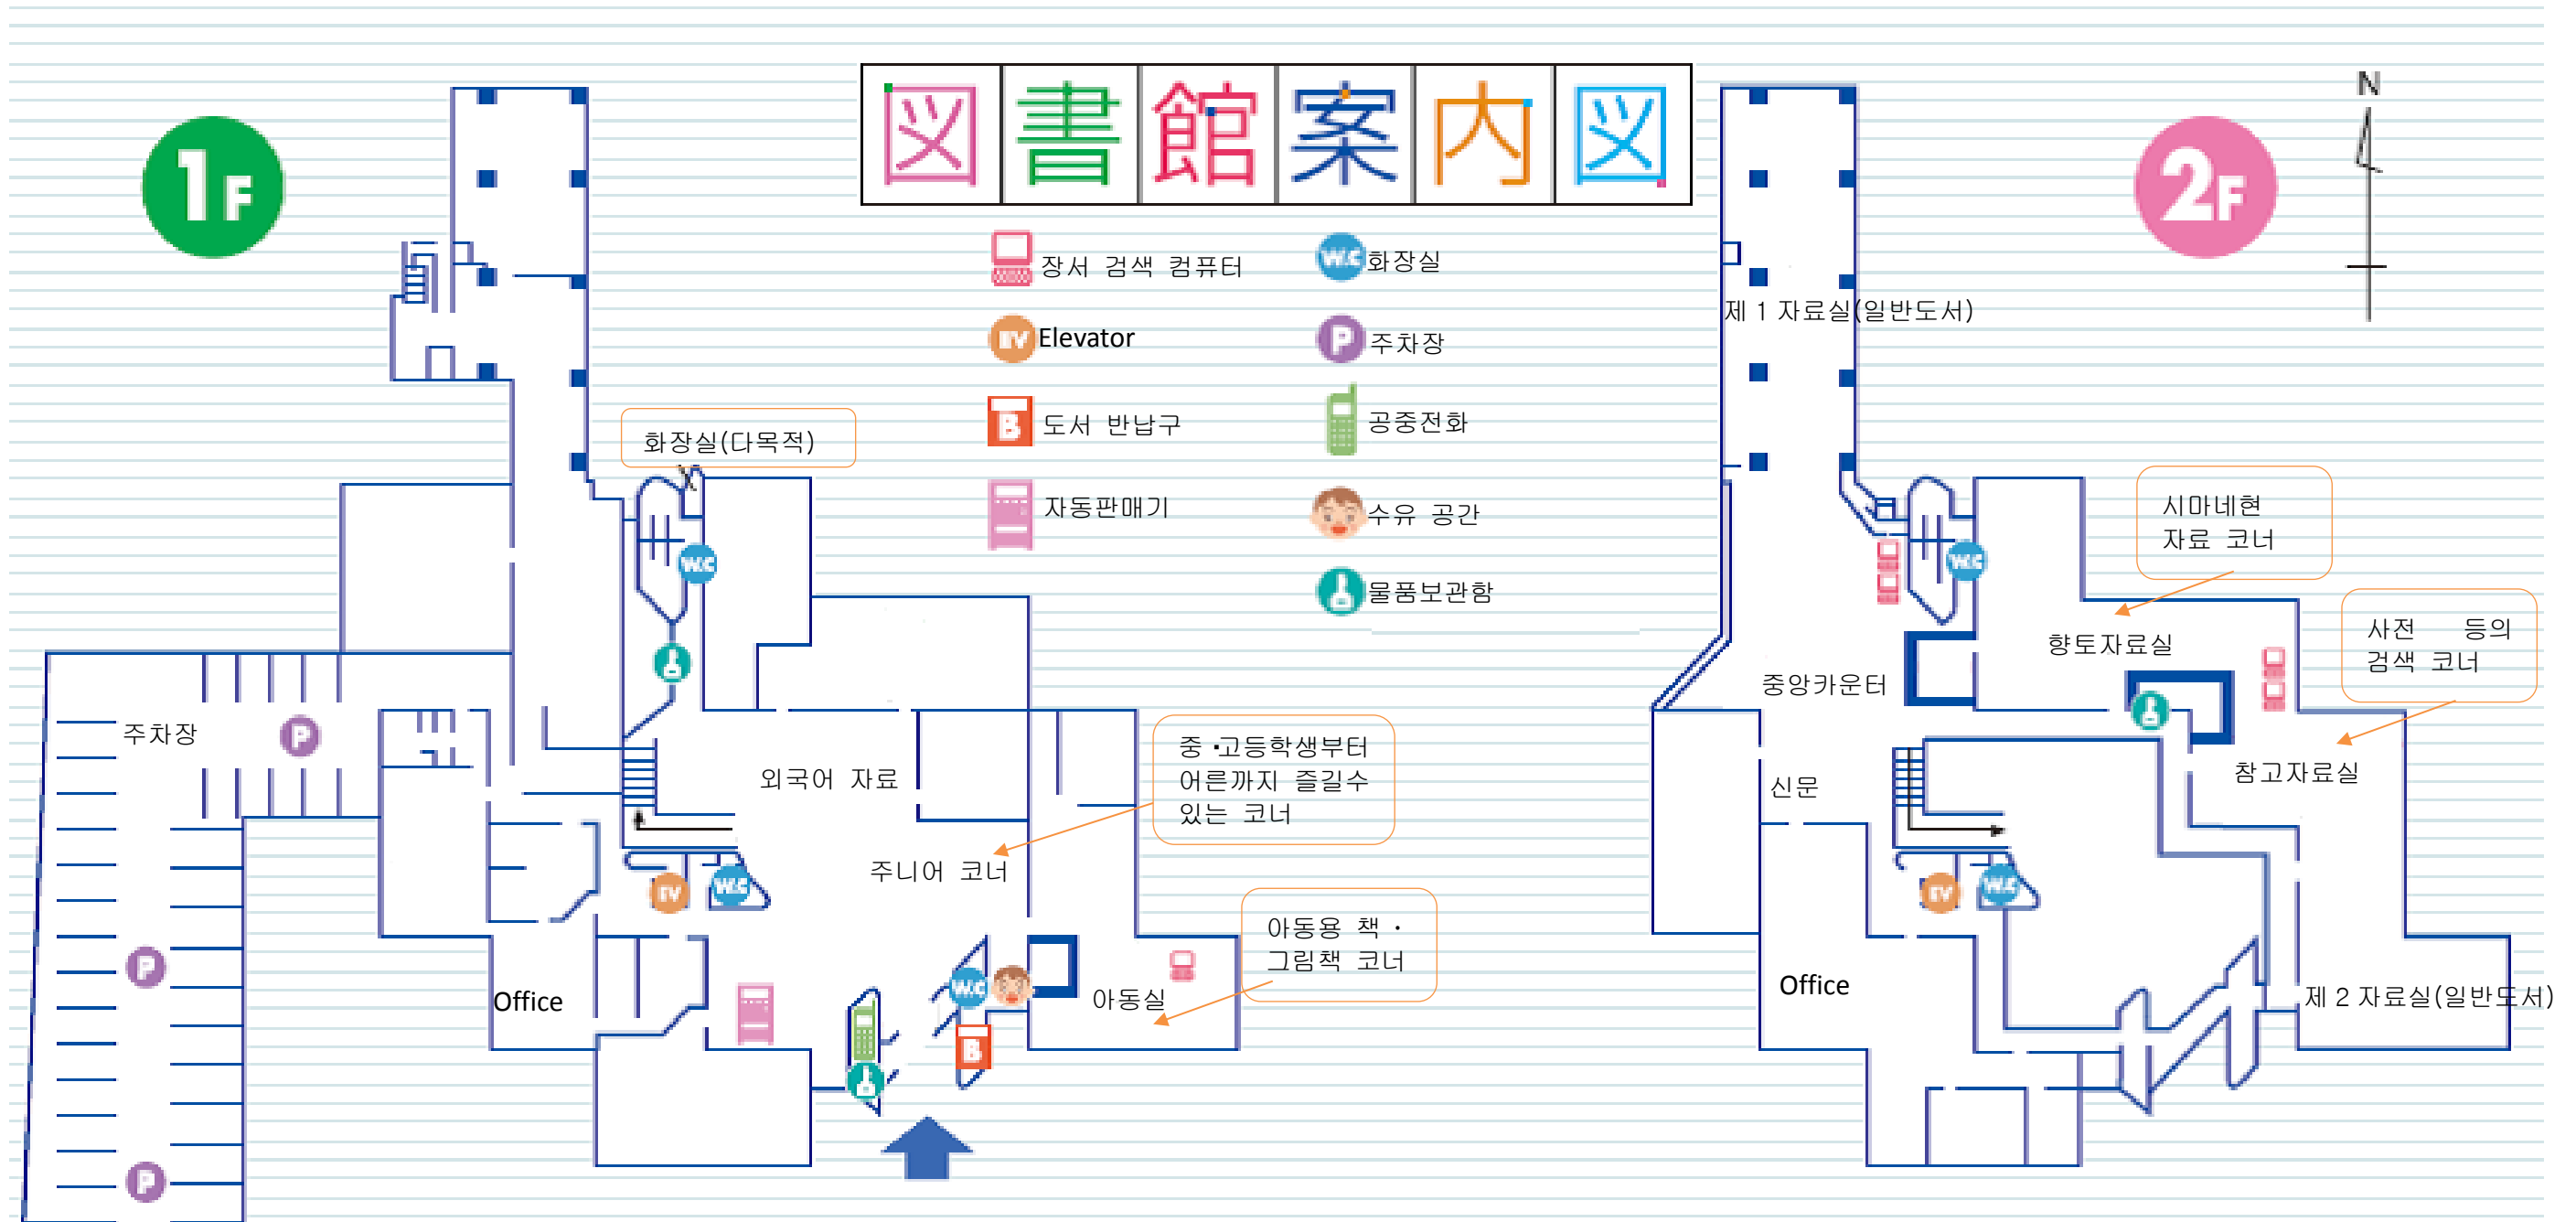 図書館案内図
1F
2F
N
장서 검색 컴퓨터
W.C 화장실
EV Elevator
P 주차장
B 도서 반납구
공중전화
자동판매기
수유 공간
물품보관함
화장실(다목적)
W.C
주차장
P
외국어 자료
중・고등학생부터
어른까지 즐길수
있는 코너
주니어 코너
EV
W.C
아동용 책・
그림책 코너
P
Office
W.C
아동실
B
P
제 1 자료실(일반도서)
시마네현
자료 코너
W.C
사전 등의
검색 코너
향토자료실
중앙카운터
참고자료실
신문
EV
W.C
Office
제 2 자료실(일반도서)